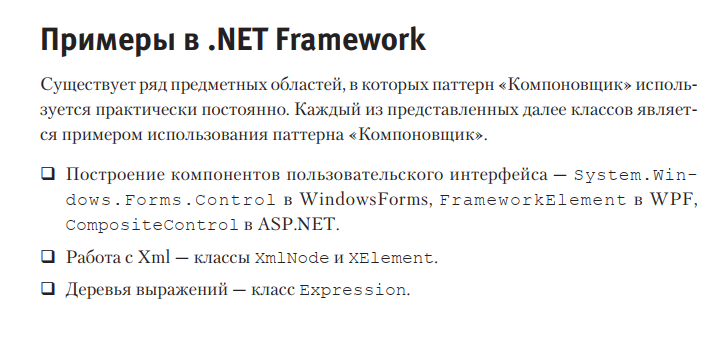 Примеры в .NET Framework
Существует ряд предметных областей, в которых паттерн «Компоновщик» исполь-
зуется практически постоянно. Каждый из представленных далее классов являет-
ся примером использования паттерна «Компоновщик».
❑ Построение компонентов пользовательского интерфейса — System.Win-
dows.Forms.Control в WindowsForms, FrameworkElement в WPF,
CompositeControl в ASP.NET.
❑ Работа с Xml — классы XmlNode и XElement.
❑ Деревья выражений — класс Expression.